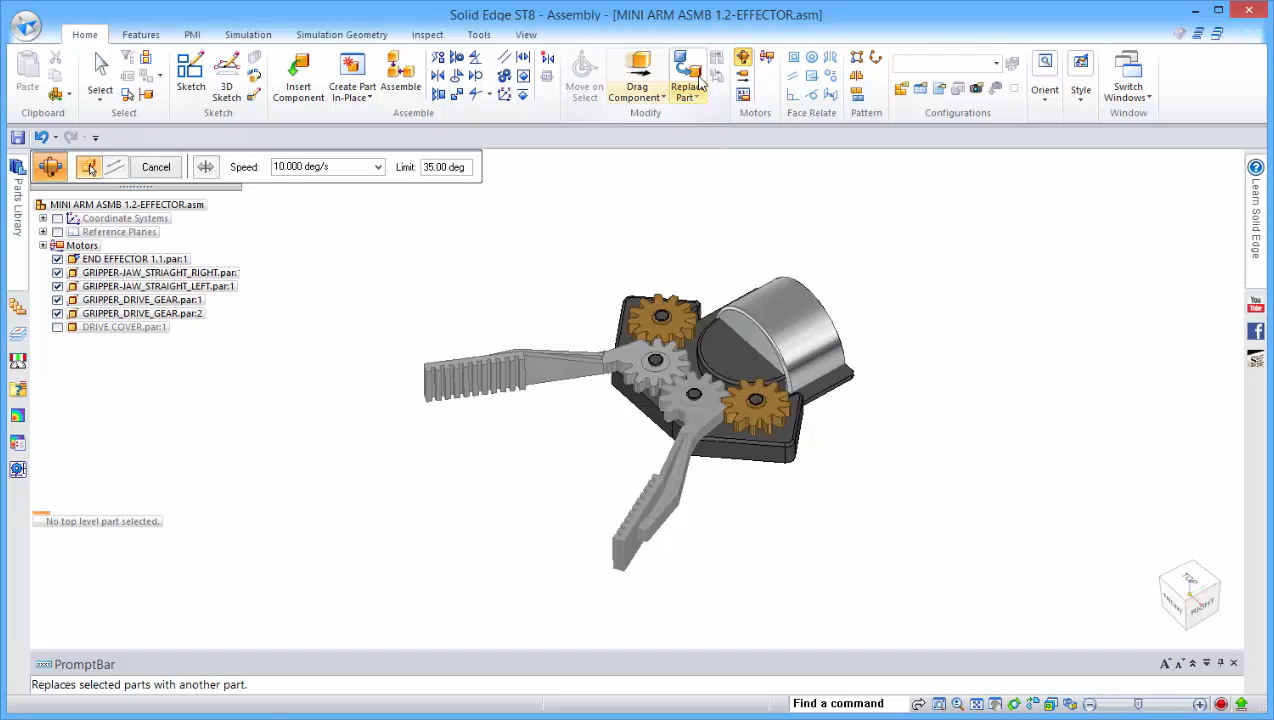 Solid Edge ST8 - Assembly - [MINI ARM ASMB 1.2-EFFECTOR.asm]
Home Features PMI Simulation Simulation Geometry Inspect Tools View
Paste
Clipboard
Select
Select
Sketch
3D Sketch
Sketch
Insert Component
Create Part In-Place
Assemble
Assemble
Move on Select
Drag Component
Replace Part
Modify
Motors
Face Relate
Pattern
Configurations
Orient
Style
Switch Windows
Window
Cancel Speed: 10.000 deg/s Limit: 35.00 deg
MINI ARM ASMB 1.2-EFFECTOR.asm
Coordinate Systems
Reference Planes
Motors
END EFFECTOR 1.1.par:1
GRIPPER-JAW_STRIAGHT_RIGHT.par:
GRIPPER-JAW_STRAIGHT_LEFT.par:1
GRIPPER_DRIVE_GEAR.par:1
GRIPPER_DRIVE_GEAR.par:2
DRIVE COVER.par:1
No top level part selected.
Parts Library
Learn Solid Edge
You Tube
TOP
FRONT
RIGHT
PromptBar
Replaces selected parts with another part.
Find a command